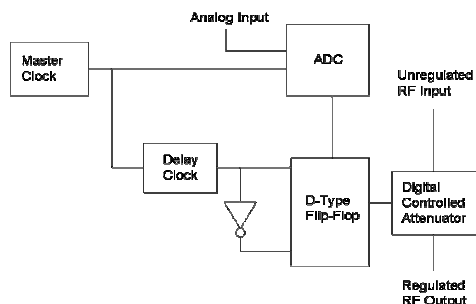 Analog Input
Master
Clock
ADC
Unregulated
RF Input
Delay
Clock
D-Type
Flip-Flop
Digital
Controlled
Attenuator
Regulated
RF Output